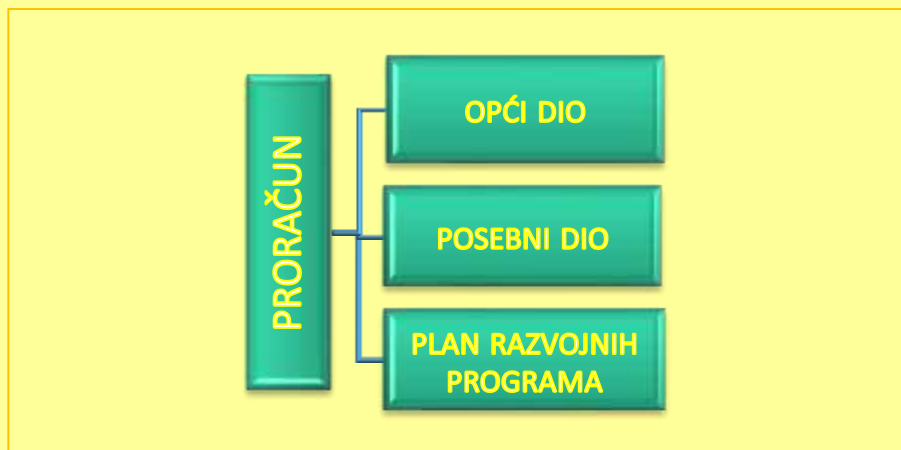 PRORAČUN
OPĆI DIO
POSEBNI DIO
PLAN RAZVOJNIH
PROGRAMA